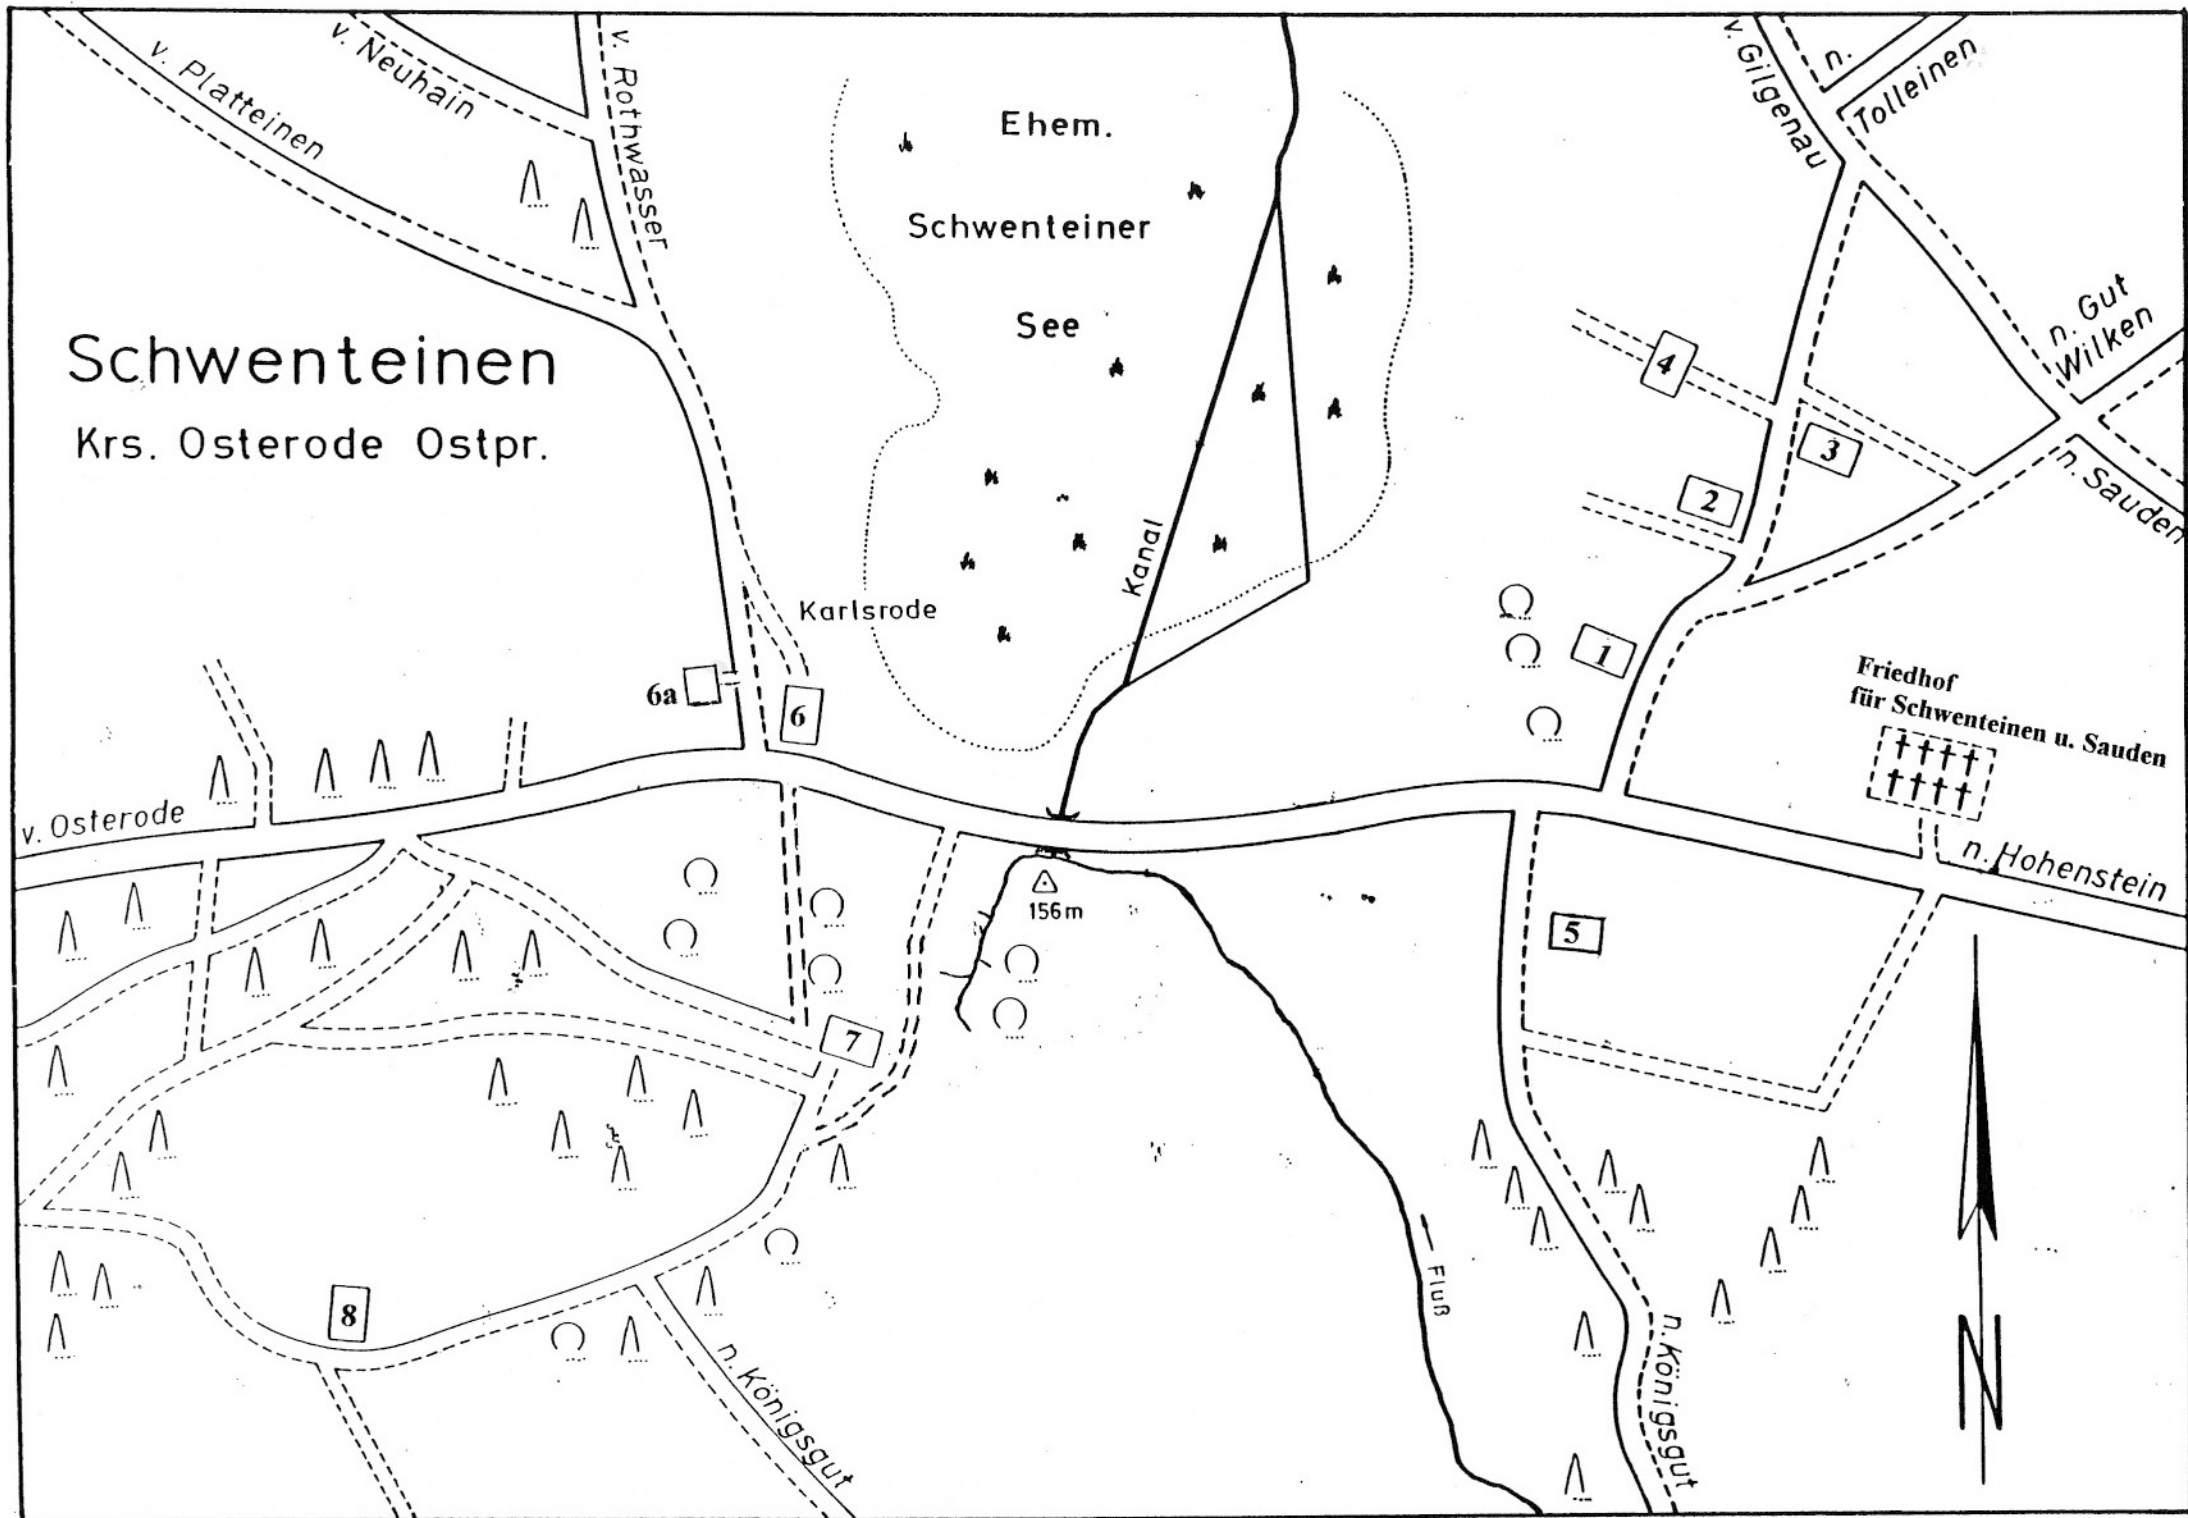 v. Platteinen
v. Neuhain
v. Rothwasser
Ehem.
Schwenteiner
See
v. Gilgenau
n.
Tolleinen
n. Gut
Wilken
n. Sauden
Schwenteinen
Krs. Osterode Ostpr.
4
3
2
1
Kanal
Karlsrode
6a
6
Friedhof
für Schwenteinen u. Sauden
v. Osterode
n. Hohenstein
156m
5
7
8
Fluß
n. Königsgut
n. Königsgut
N